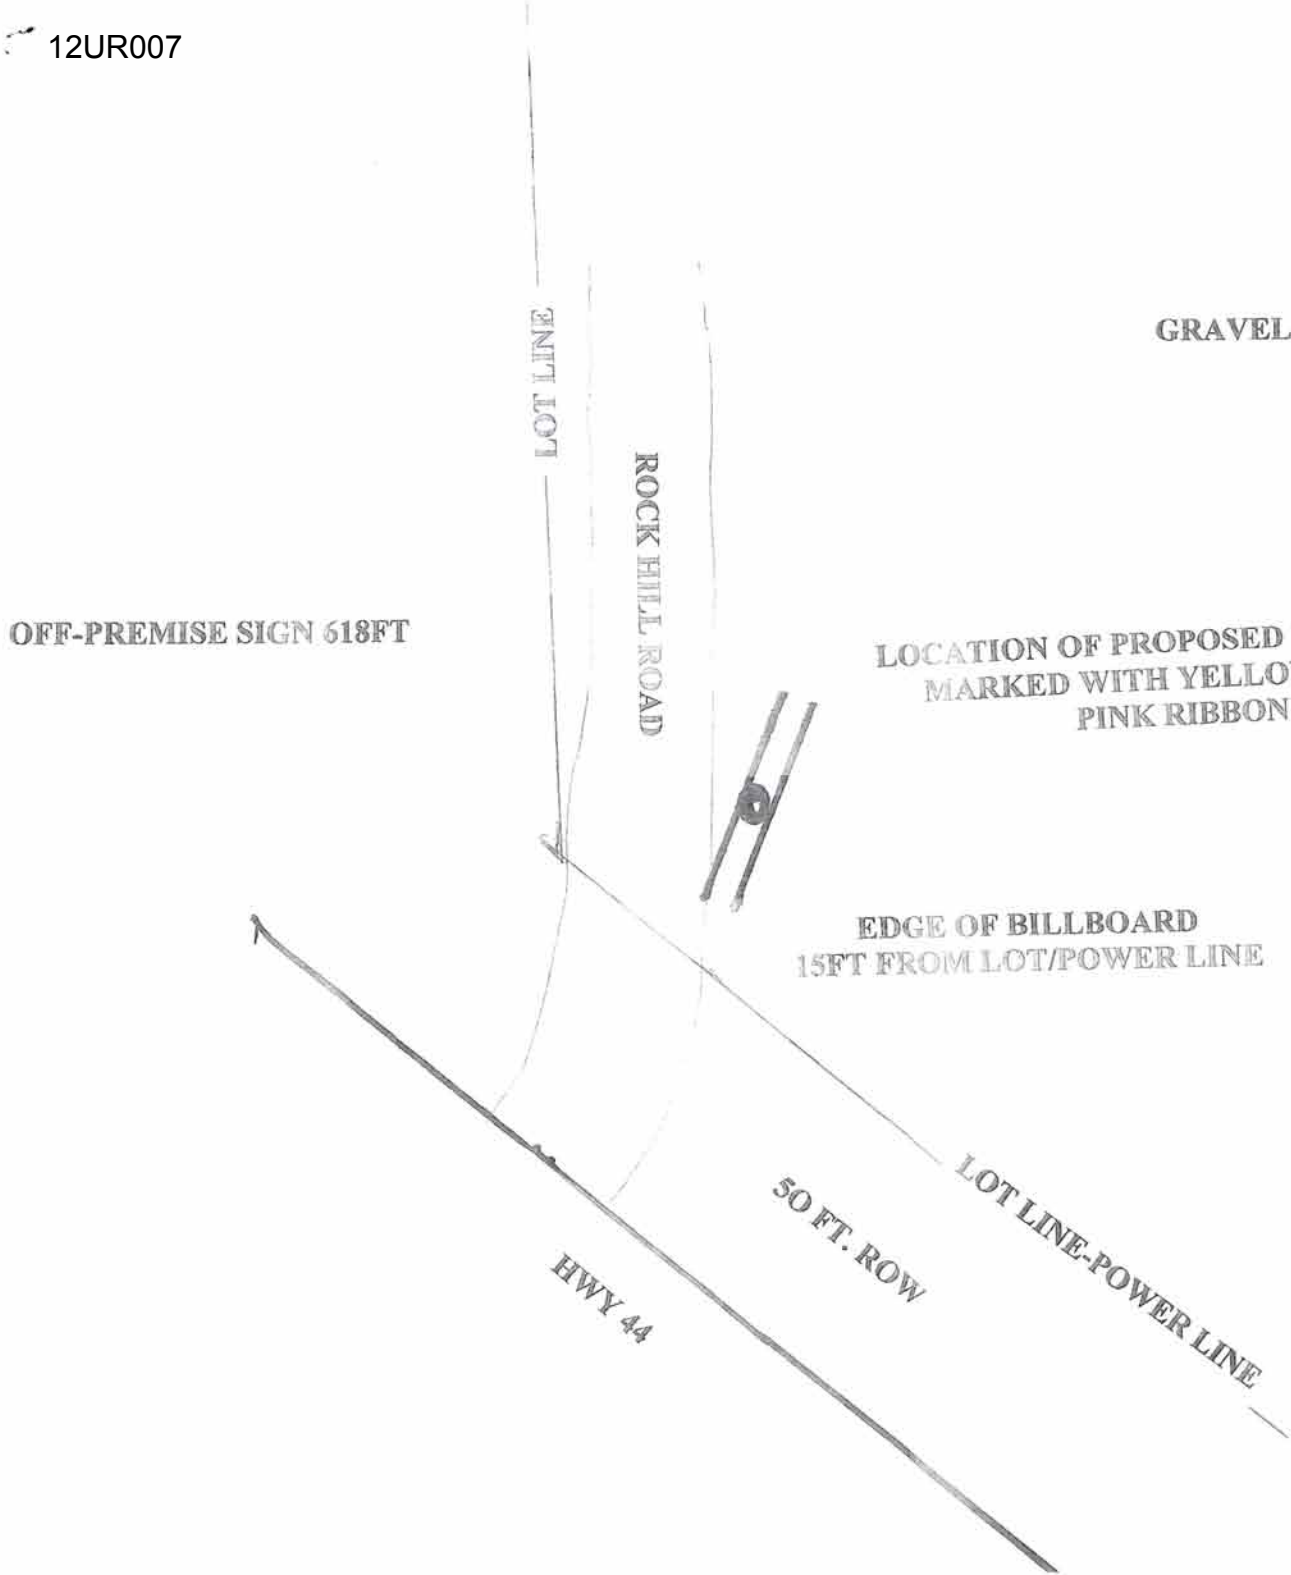 12UR007
LOT LINE
GRAVEL
ROCK HILL ROAD
OFF-PREMISE SIGN 618FT
LOCATION OF PROPOSED
MARKED WITH YELLO
PINK RIBBON
EDGE OF BILLBOARD
15FT FROM LOT/POWER LINE
50 FT. ROW
LOT LINE-POWER LINE
HWY 44